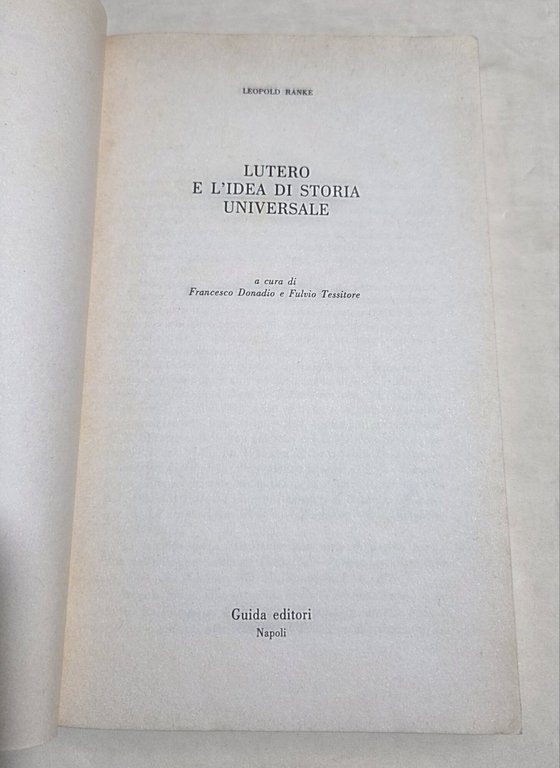 LEOPOLD RANKE
LUTERO
E L'IDEA DI STORIA
UNIVERSALE
a cura di
Francesco Donadio e Fulvio Tessitore
Guida editori
Napoli